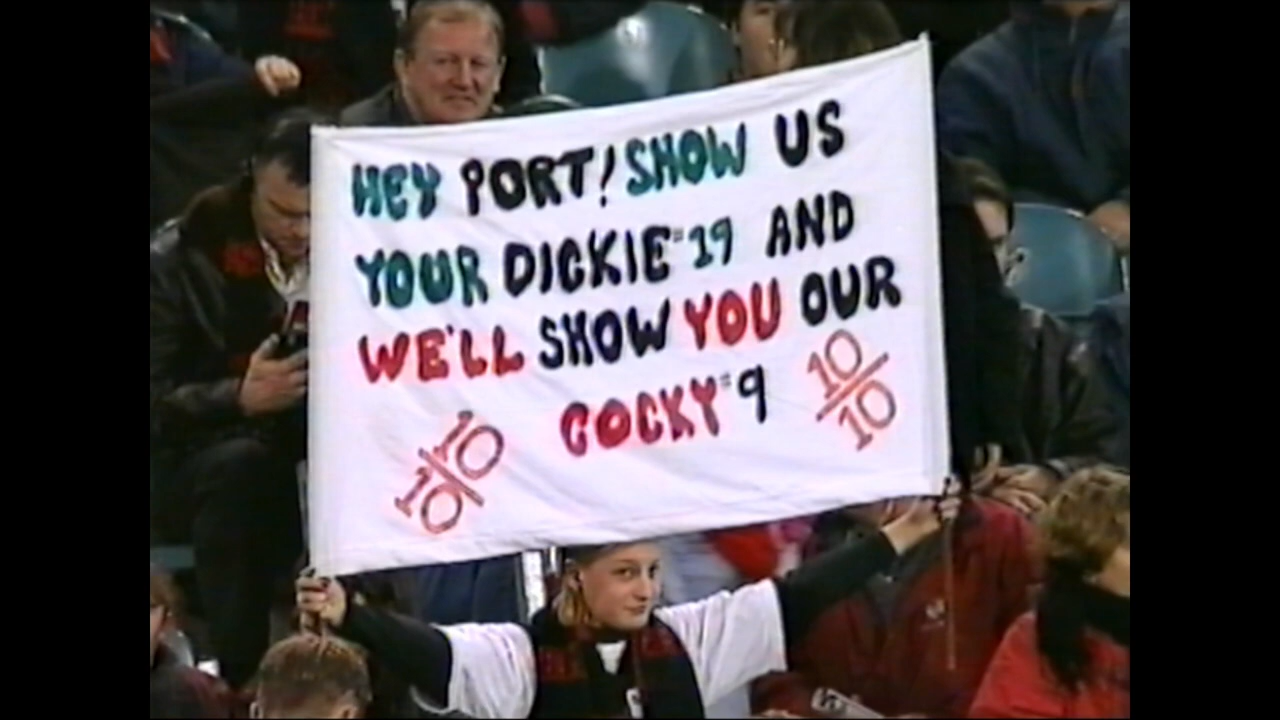 HEY PORT! SHOW US
YOUR DICKIE=19 AND
WE'LL SHOW YOU OUR
COCKY=9
10/10
10/10